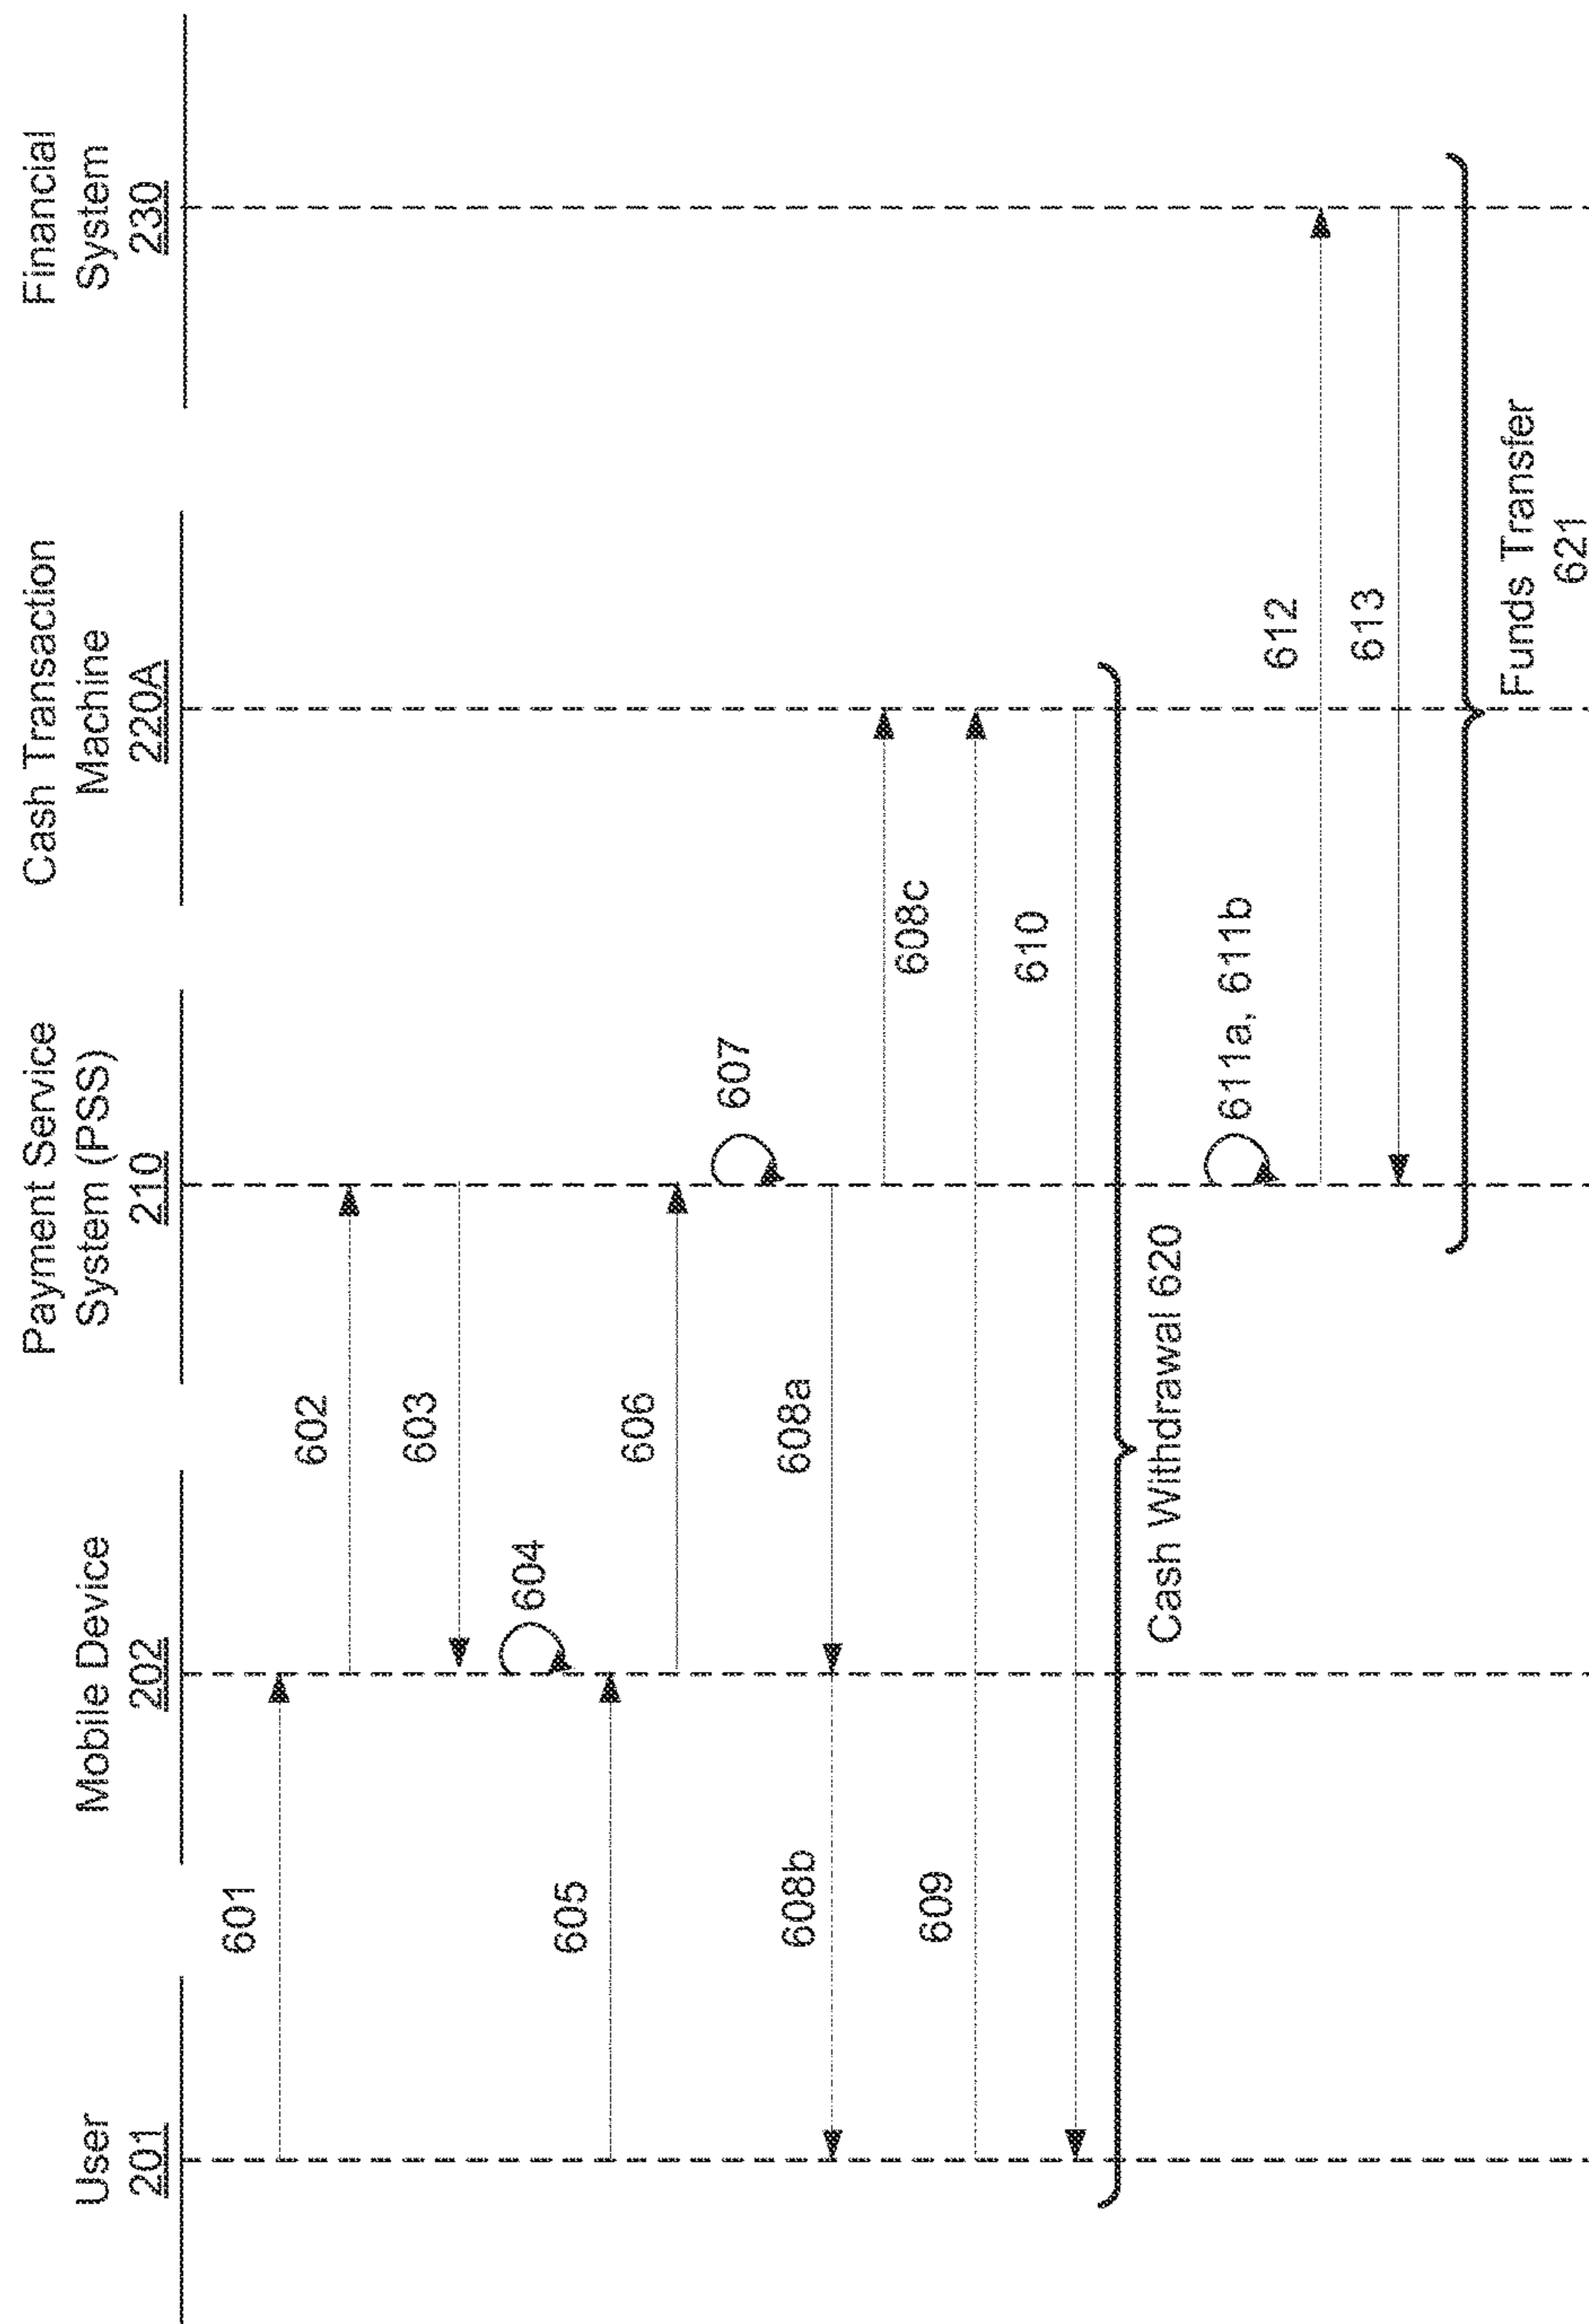 User
201
Mobile Device
202
Payment Service
System (PSS)
210
Cash Transaction
Machine
220A
Financial
System
230
601
602
603
604
605
606
607
608a
608b
608c
609
610
Cash Withdrawal 620
611a, 611b
612
613
Funds Transfer
621